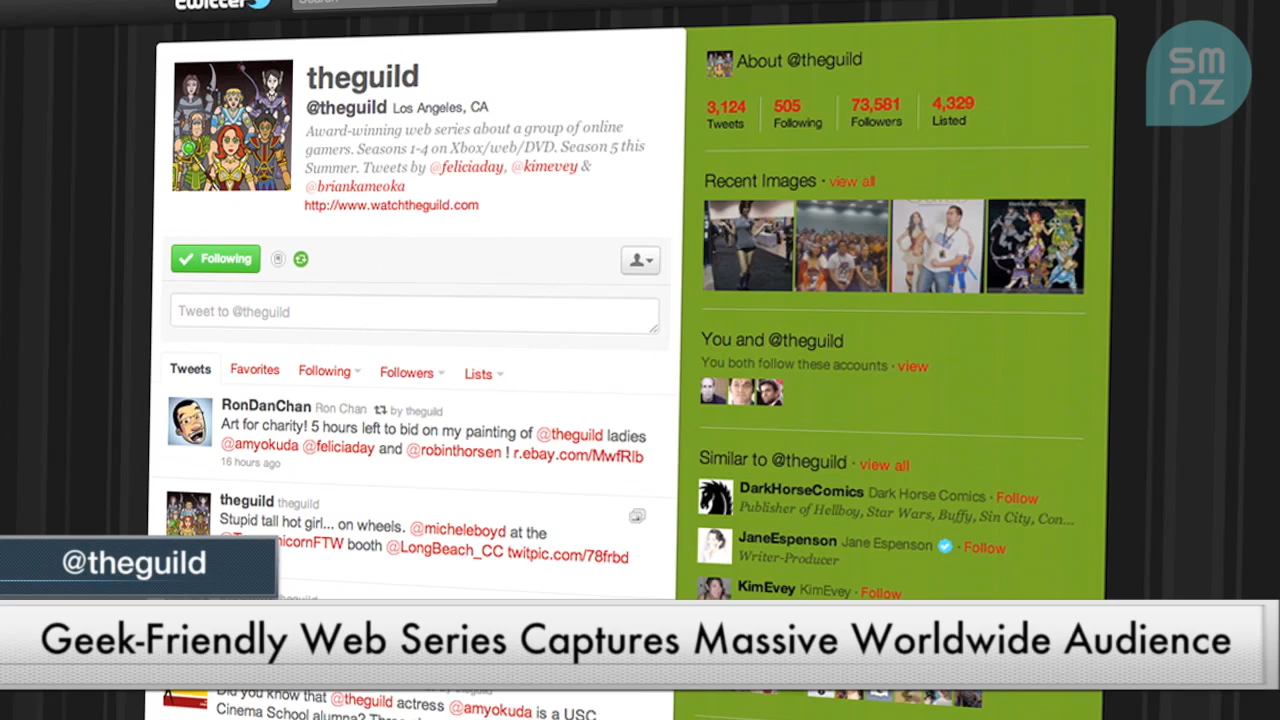 twitter
Search
SM
NZ
theguild
@theguild Los Angeles, CA
Award-winning web series about a group of online
gamers. Seasons 1-4 on Xbox/web/DVD. Season 5 this
Summer. Tweets by @feliciaday, @kimevey &
@briankameoka
http://www.watchtheguild.com
Following
Tweet to @theguild
Tweets Favorites Following Followers Lists
RonDanChan Ron Chan by theguild
Art for charity! 5 hours left to bid on my painting of @theguild ladies
@amyokuda @feliciaday and @robinthorsen ! r.ebay.com/MwfRIb
16 hours ago
theguild theguild
Stupid tall hot girl... on wheels. @micheleboyd at the
booth @LongBeach_CC twitpic.com/78frbd
About @theguild
3,124 505 73,581 4,329
Tweets Following Followers Listed
Recent Images · view all
You and @theguild
You both follow these accounts · view
Similar to @theguild · view all
DarkHorseComics Dark Horse Comics · Follow
Publisher of Hellboy, Star Wars, Buffy, Sin City, Con...
JaneEspenson Jane Espenson · Follow
Writer-Producer
KimEvey KimEvey · Follow
@theguild
Geek-Friendly Web Series Captures Massive Worldwide Audience
Did you know that @theguild actress @amyokuda is a USC
Cinema School alumna?